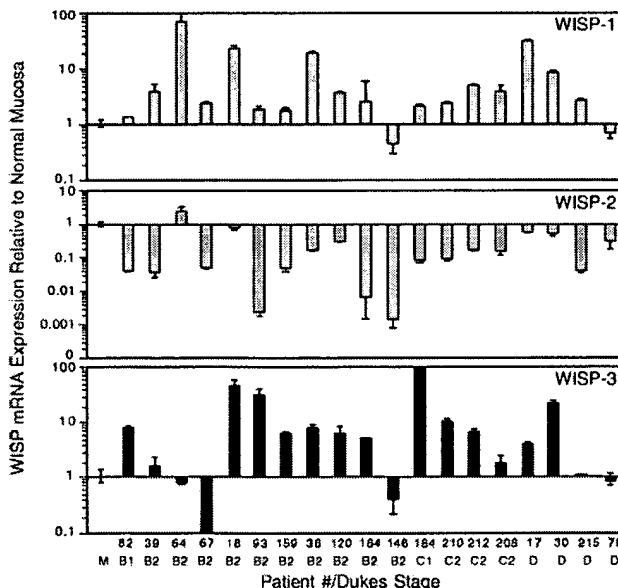 WISP mRNA Expression Relative to Normal Mucosa
100
10
1
0.1
WISP-1
10
1
0.1
0.01
0.001
0
WISP-2
100
10
1
0.1
WISP-3
82 39 64 67 18 93 159 36 120 164 146 184 210 212 208 17 30 215 78
M B1 B2 B2 B2 B2 B2 B2 B2 B2 B2 B2 C1 C2 C2 C2 D D D D
Patient #/Dukes Stage